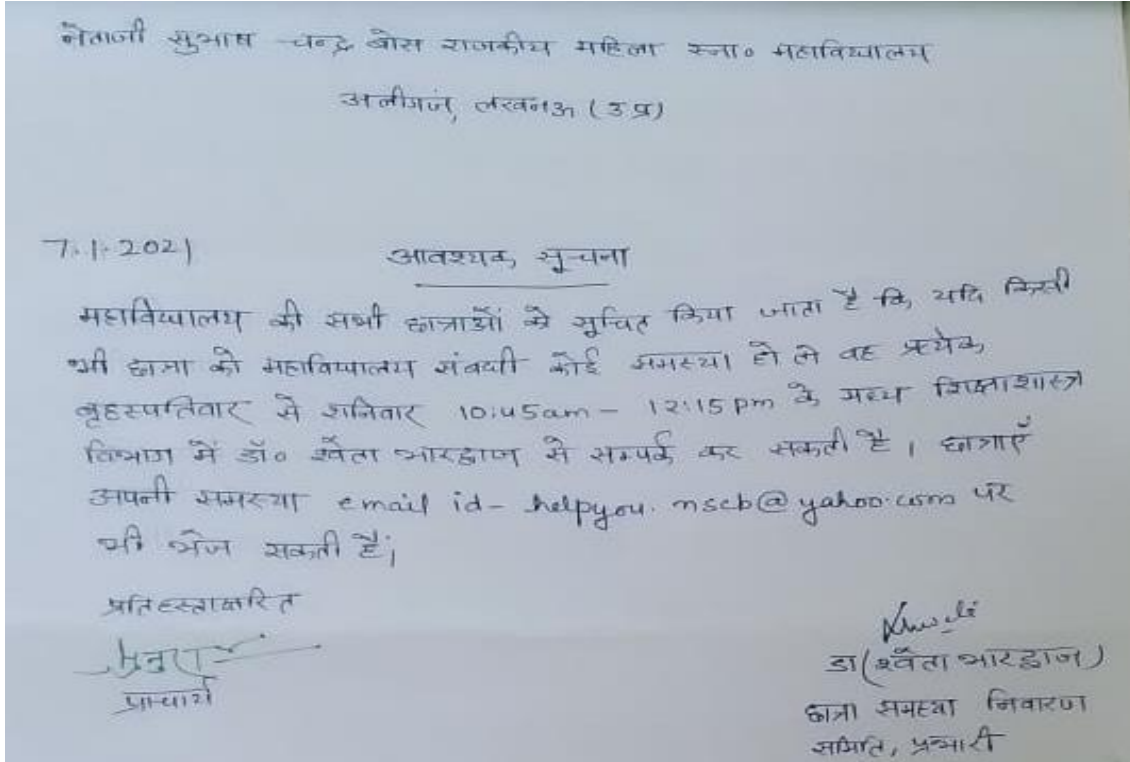 नेताजी सुभाष चन्द्र बोस राजकीय महिला स्ना० महाविद्यालय
अलीगंज, लखनऊ (उ प्र)
7.1.2021
आवश्यक सूचना
महाविद्यालय की सभी छात्राओं को सूचित किया जाता है कि यदि किसी
भी छात्रा को महाविद्यालय संबंधी कोई समस्या हो तो वह प्रत्येक
बृहस्पतिवार से शनिवार 10:45am - 12:15pm के मध्य शिक्षाशास्त्र
विभाग में डॉ० श्वेता भारद्वाज से सम्पर्क कर सकती है। छात्राएँ
अपनी समस्या email id- helpyou.nscb@yahoo.com पर
भी भेज सकती हैं।
प्रतिहस्ताक्षरित
प्राचार्य
डा (श्वेता भारद्वाज)
छात्रा समस्या निवारण
समिति, प्रभारी